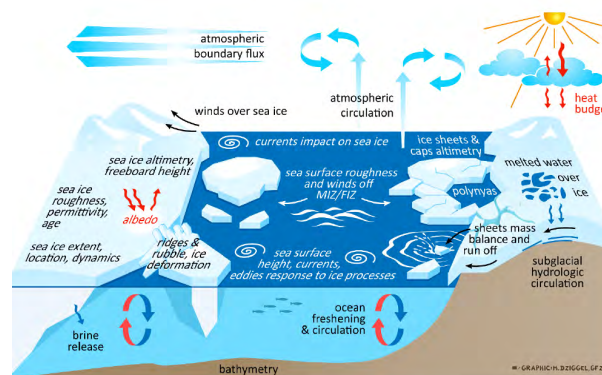 atmospheric
boundary flux
atmospheric
circulation
heat
budge
winds over sea ice
currents impact on sea ice
ice sheets &
caps altimetry
sea ice altimetry,
freeboard height
melted water
over
ice
sea ice
roughness,
permittivity,
age
albedo
sea surface roughness
and winds off
MIZ/FIZ
polynyas
sea ice extent,
location, dynamics
ridges &
rubble, ice
deformation
sea surface
height, currents,
eddies response to ice processes
sheets mass
balance and
run off
subglacial
hydrologic
circulation
brine
release
ocean
freshening
& circulation
bathymetry
GRAPHIC: M. DZIGGEL, GFZ